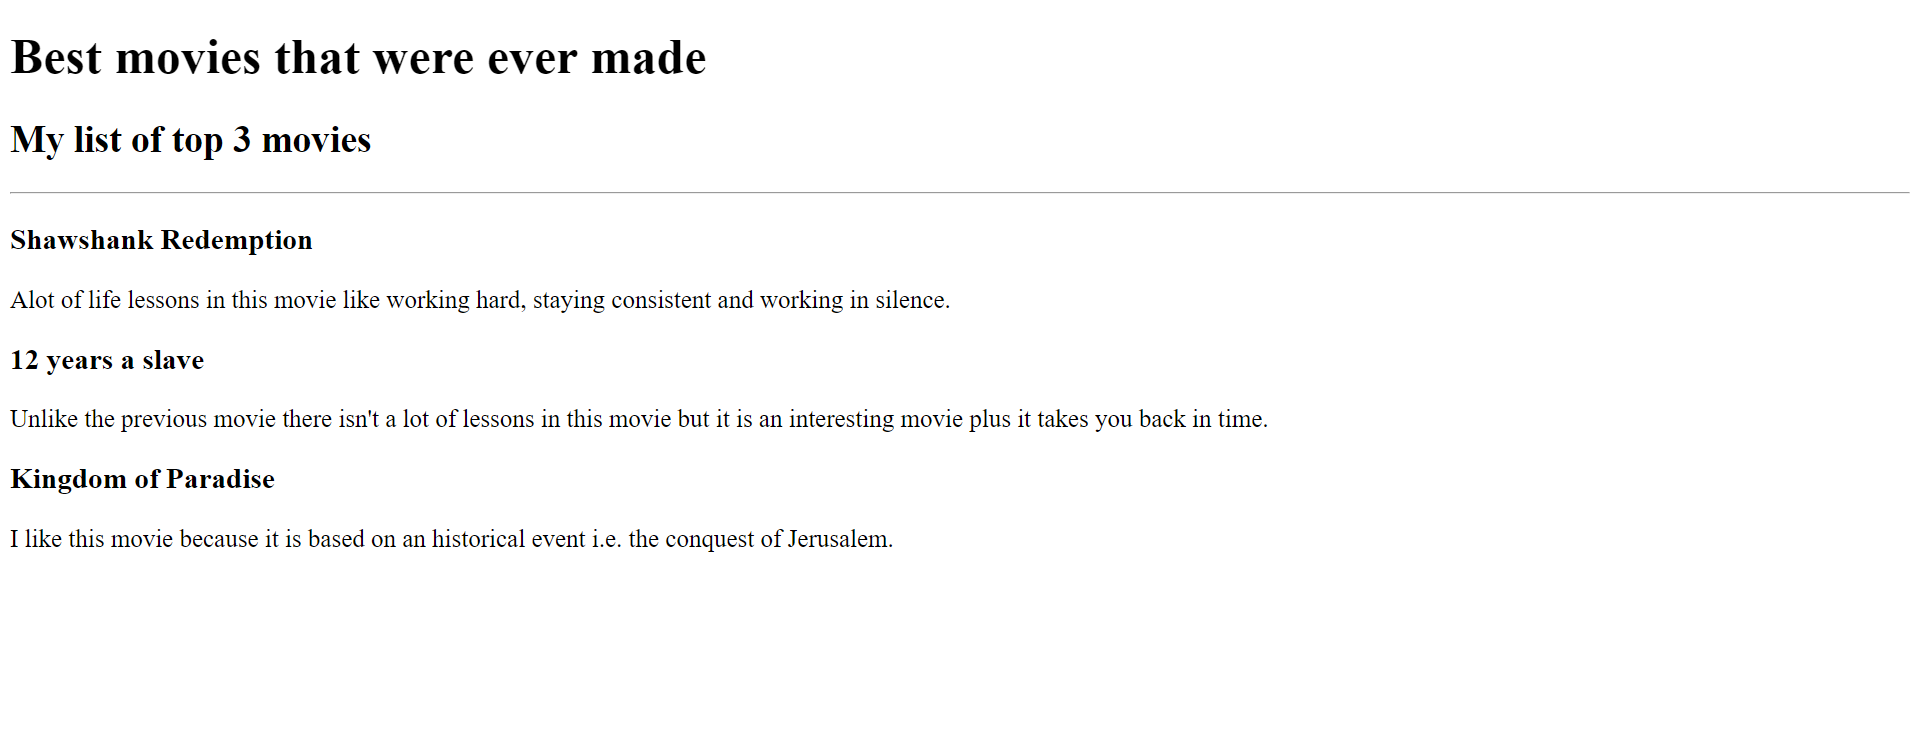 Best movies that were ever made
My list of top 3 movies
Shawshank Redemption
Alot of life lessons in this movie like working hard, staying consistent and working in silence.
12 years a slave
Unlike the previous movie there isn't a lot of lessons in this movie but it is an interesting movie plus it takes you back in time.
Kingdom of Paradise
I like this movie because it is based on an historical event i.e. the conquest of Jerusalem.